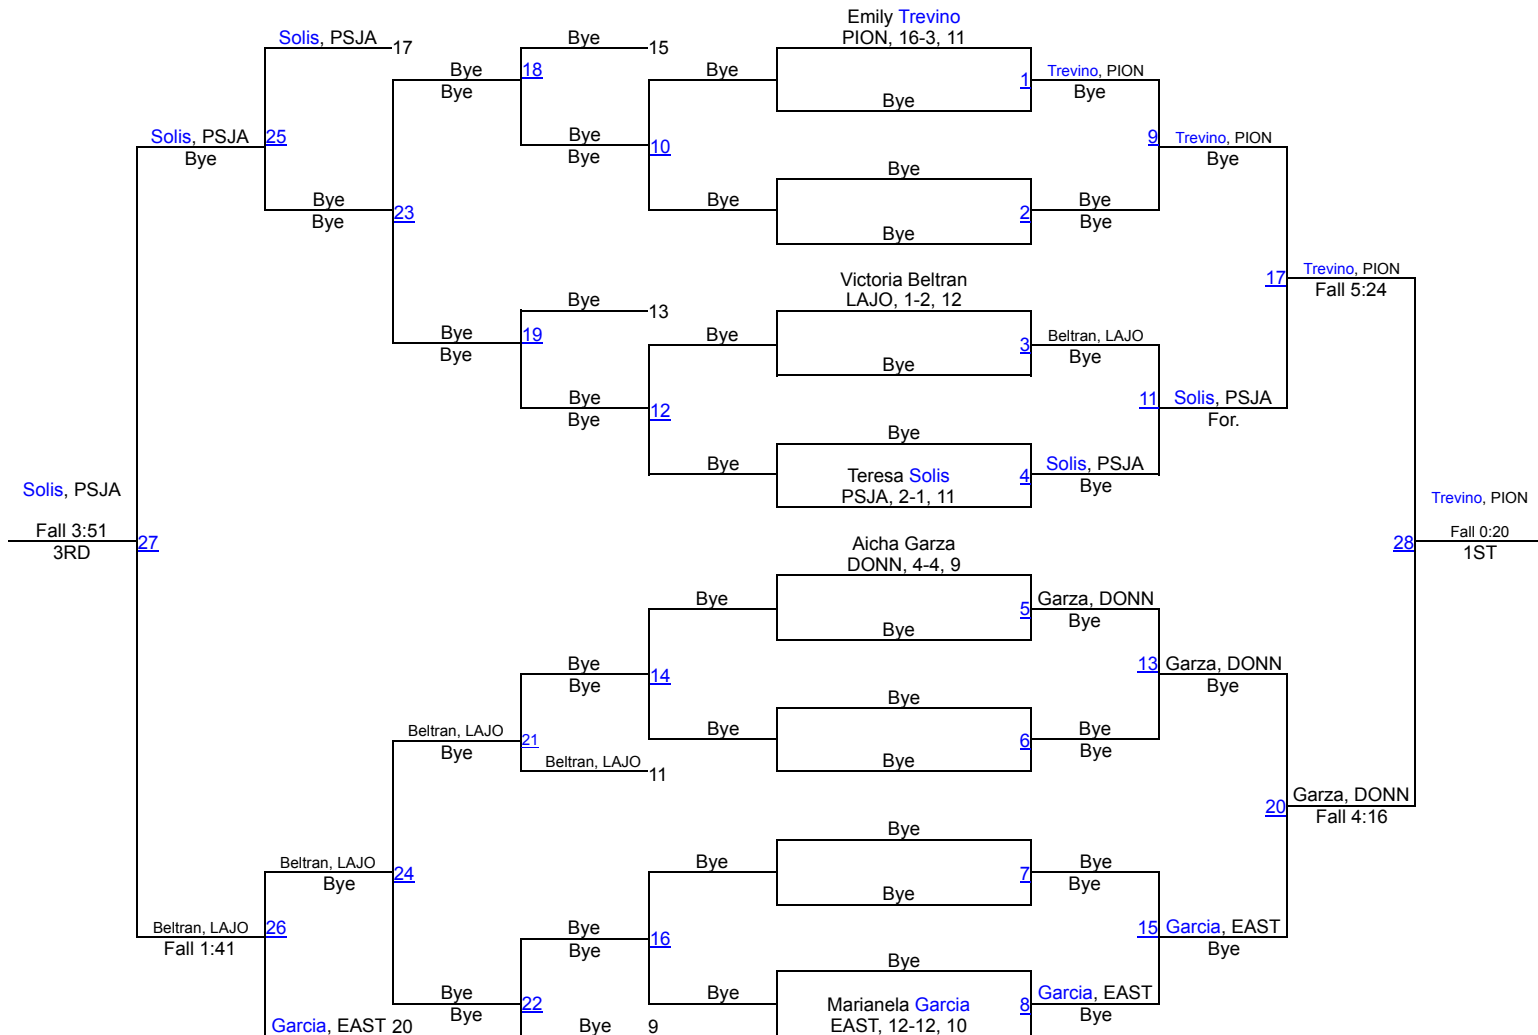 Emily Trevino
PION, 16-3, 11
Solis, PSJA 17
Bye 15
Bye 18
Bye
Bye
1 Trevino, PION
Bye
Bye
Solis, PSJA 25
Bye
Bye
Bye
10
9 Trevino, PION
Bye
Bye
Bye
Bye
23
Bye
2 Bye
Bye
Bye
Victoria Beltran
LAJO, 1-2, 12
17 Trevino, PION
Fall 5:24
Bye 13
Bye 19
Bye
Bye
3 Beltran, LAJO
Bye
Bye
Bye
Bye
12
11 Solis, PSJA
For.
Bye
Bye
Teresa Solis
PSJA, 2-1, 11
4 Solis, PSJA
Bye
Solis, PSJA
Fall 3:51
3RD
27
Trevino, PION
28 Fall 0:20
1ST
Aicha Garza
DONN, 4-4, 9
Bye
5 Garza, DONN
Bye
Bye
Bye
Bye
14
13 Garza, DONN
Bye
Bye
Beltran, LAJO 21
Bye
Bye
6 Bye
Bye
Bye
Beltran, LAJO 11
20 Garza, DONN
Fall 4:16
Bye
Beltran, LAJO 24
Bye
Bye
7 Bye
Bye
Bye
Beltran, LAJO 26
Fall 1:41
Bye
Bye
16
15 Garcia, EAST
Bye
Bye
Bye 22
Bye
Bye
Marianela Garcia
EAST, 12-12, 10
8 Garcia, EAST
Bye
Garcia, EAST 20
Bye 9